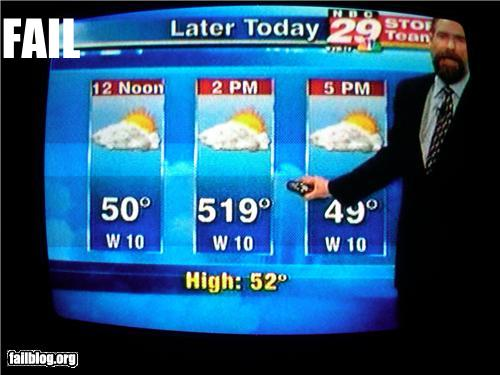 FAIL
Later Today
NBC
29
STOR
Team
12 Noon
2 PM
5 PM
50°
519°
49°
W 10
W 10
W 10
High: 52°
failblog.org